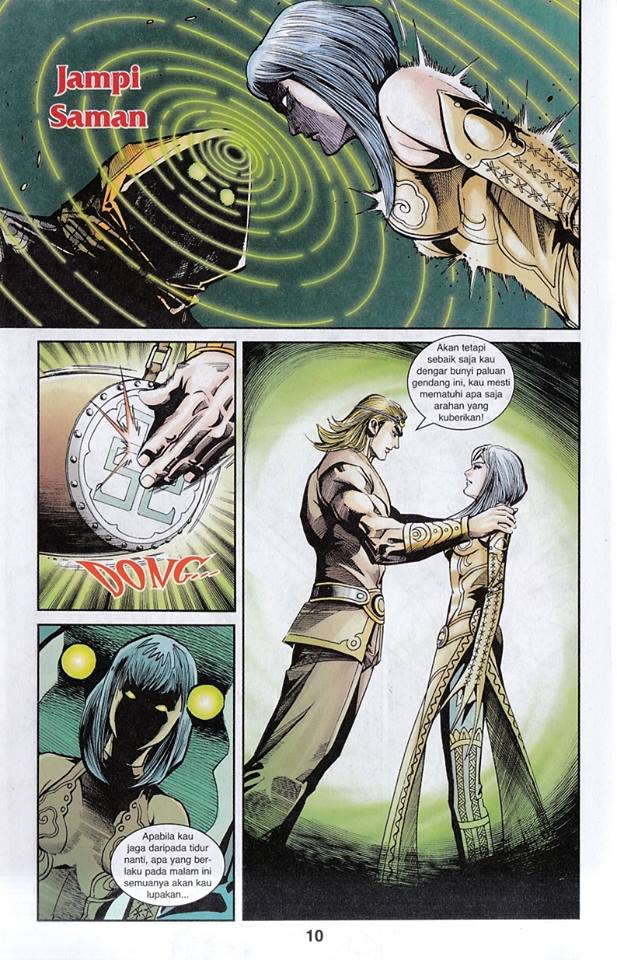 Jampi
Saman
DONG...
Apabila kau
jaga daripada tidur
nanti, apa yang ber-
laku pada malam ini
semuanya akan kau
lupakan...
Akan tetapi
sebaik saja kau
dengar bunyi paluan
gendang ini, kau mesti
mematuhi apa saja
arahan yang
kuberikan!
10